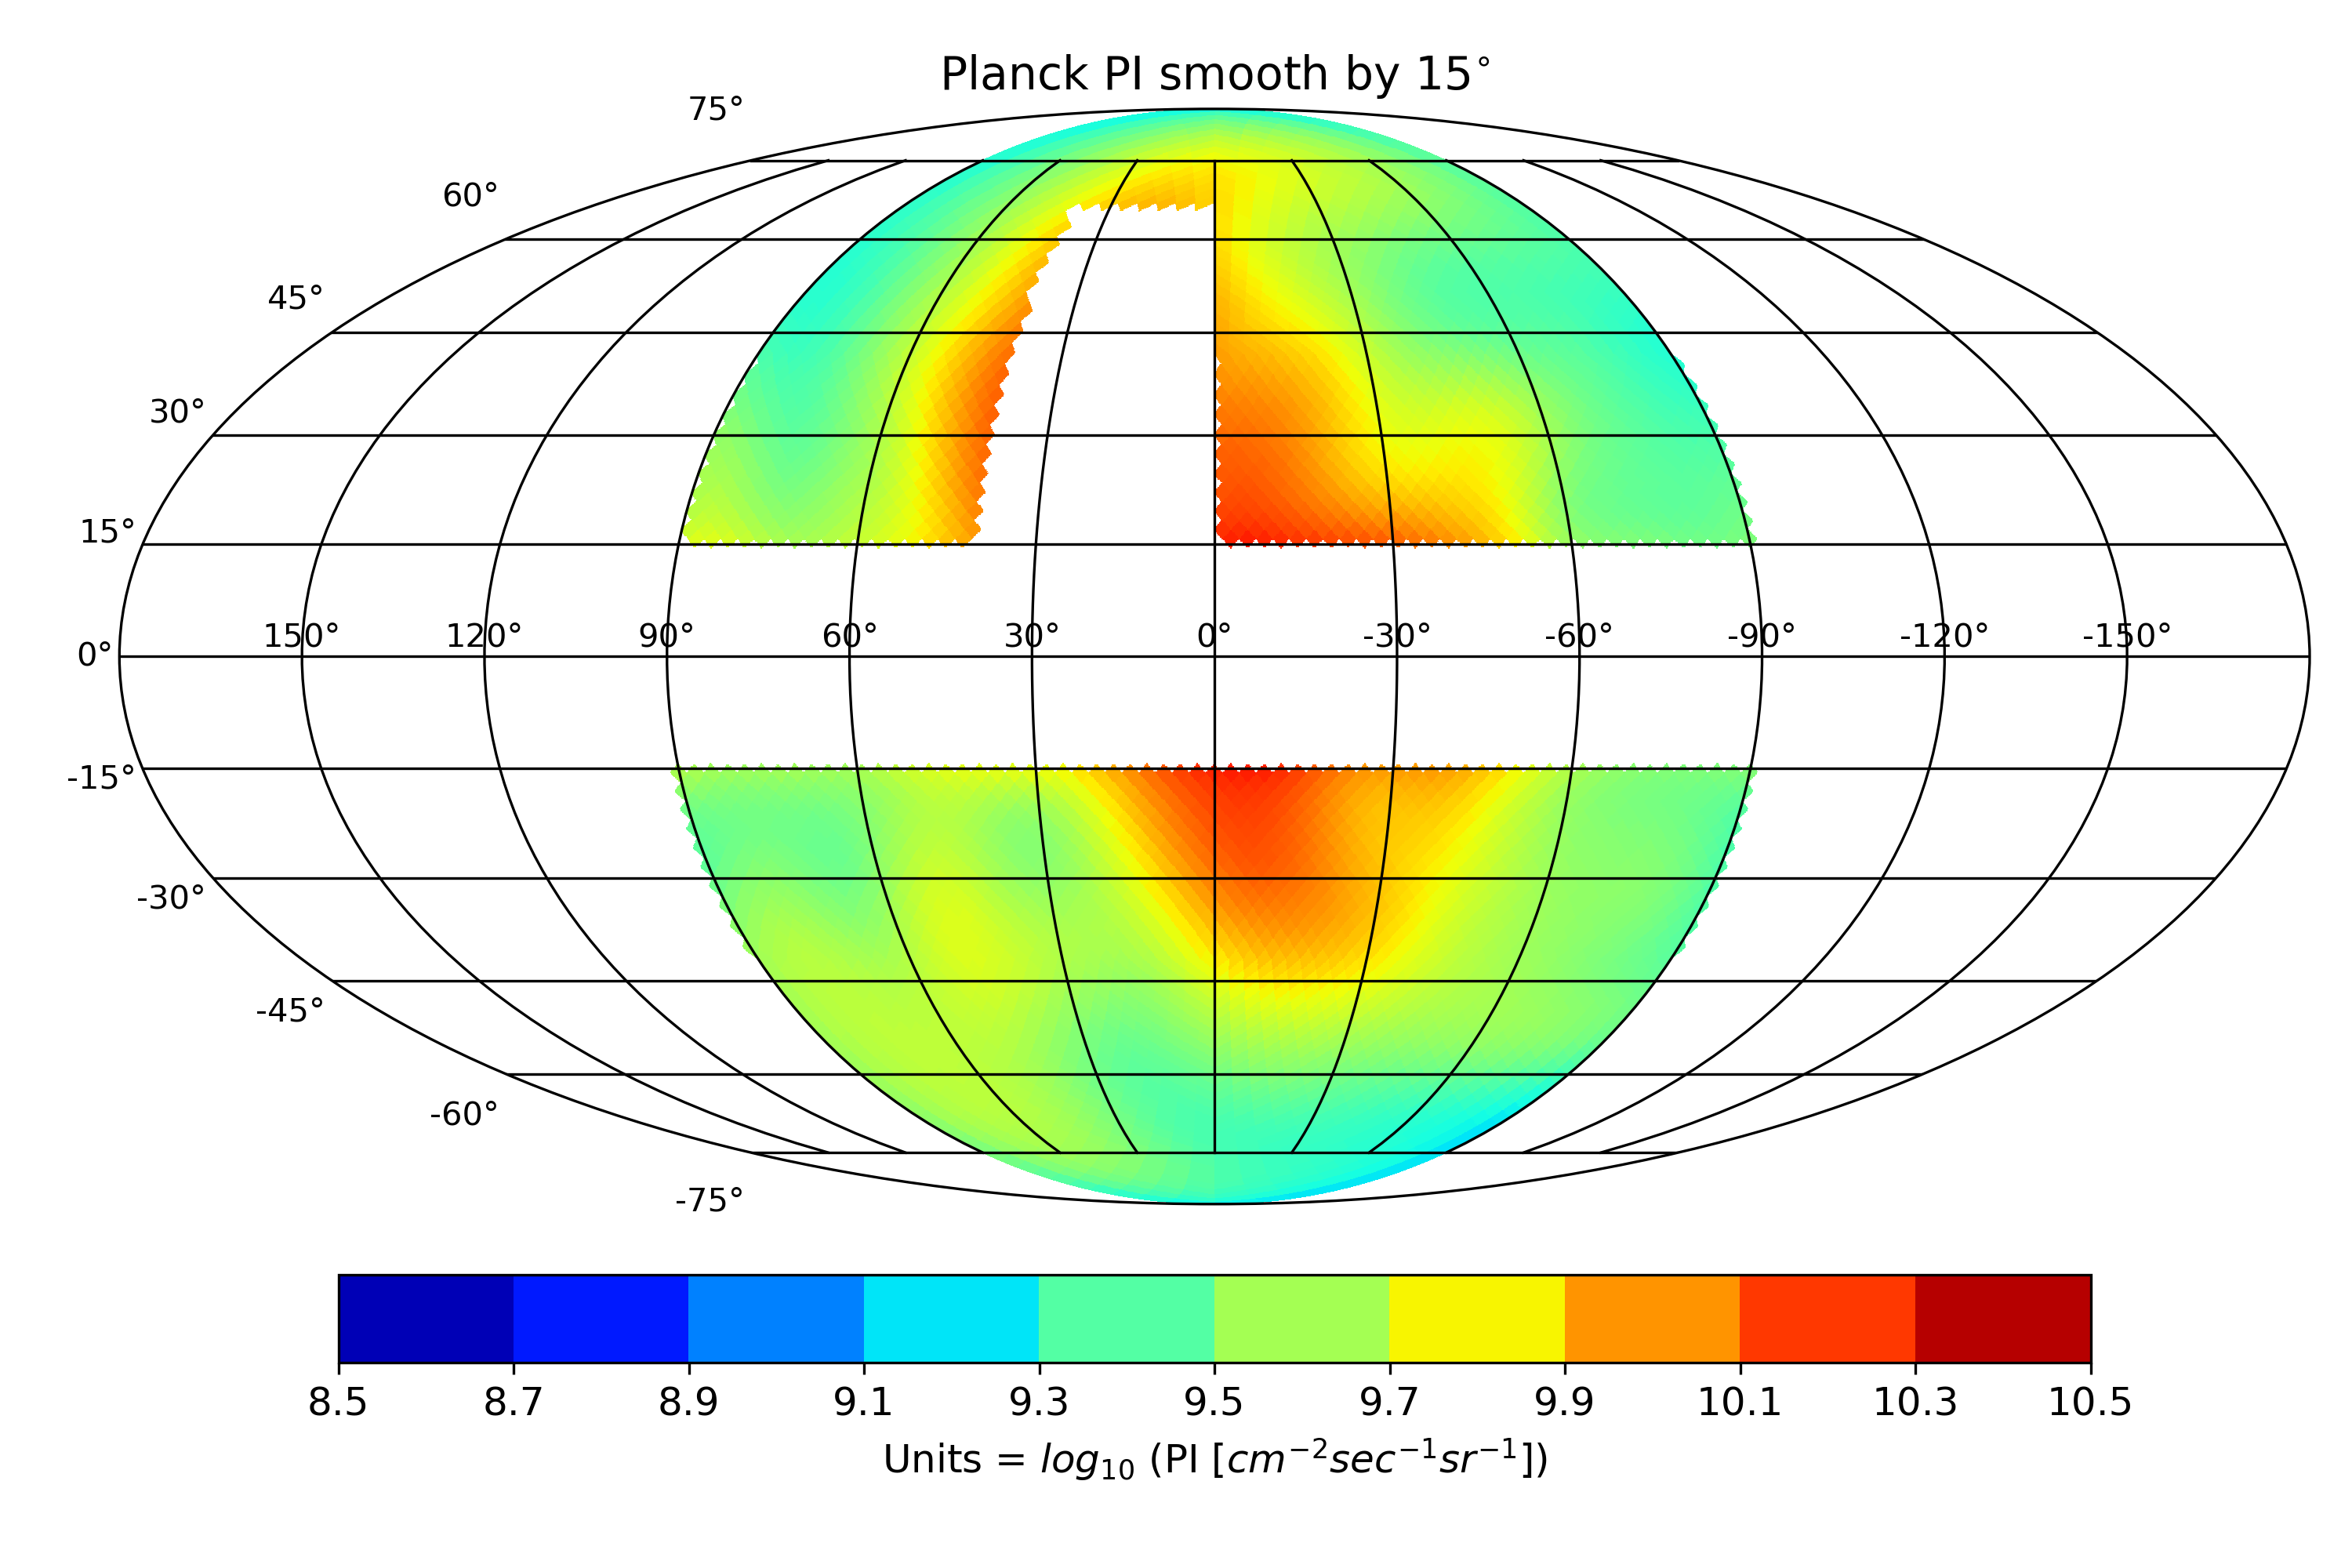 Planck PI smooth by 15°
75°
60°
45°
30°
15°
150° 120° 90° 60° 30° 0° -30° -60° -90° -120° -150°
0°
-15°
-30°
-45°
-60°
-75°
8.5 8.7 8.9 9.1 9.3 9.5 9.7 9.9 10.1 10.3 10.5
Units = log₁₀ (PI [cm⁻²sec⁻¹sr⁻¹])